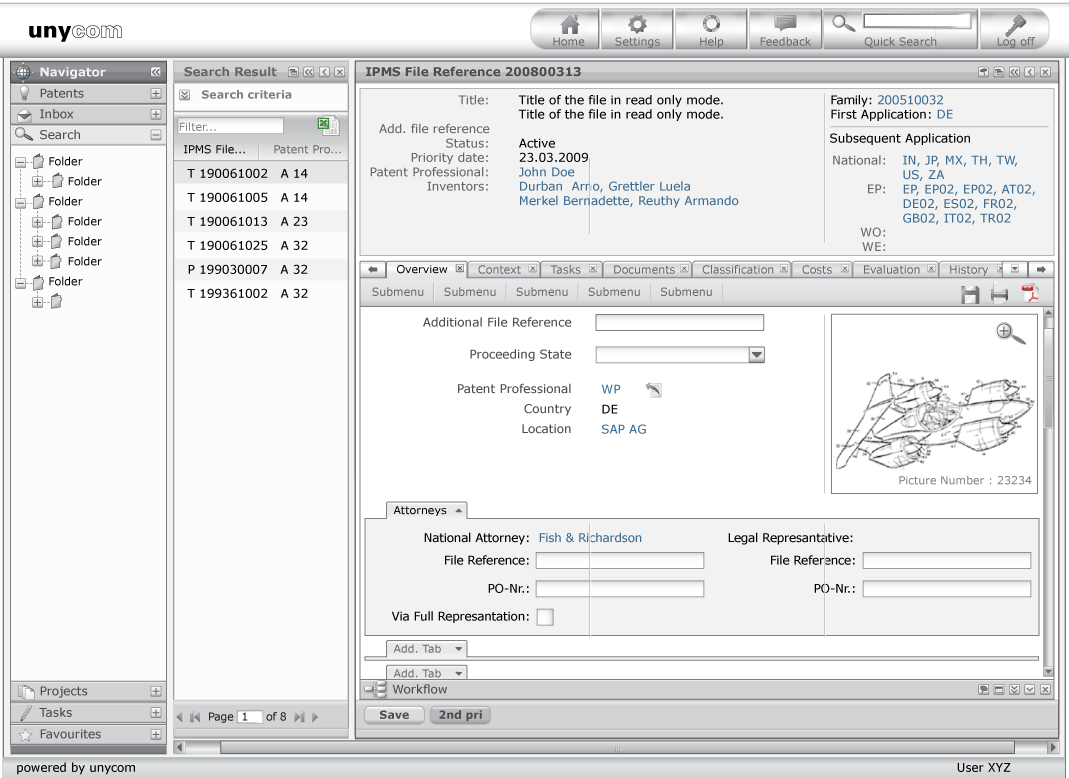 unycom
Home
Settings
Help
Feedback
Quick Search
Log off
Navigator
Patents
Inbox
Search
Folder
Folder
Folder
Folder
Folder
Folder
Folder
Projects
Tasks
Favourites
Search Result
Search criteria
Filter...
IPMS File... Patent Pro...
T 190061002 A 14
T 190061005 A 14
T 190061013 A 23
T 190061025 A 32
P 199030007 A 32
T 199361002 A 32
Page 1 of 8
IPMS File Reference 200800313
Title: Title of the file in read only mode.
Title of the file in read only mode.
Add. file reference
Status: Active
Priority date: 23.03.2009
Patent Professional: John Doe
Inventors: Durban Arno, Grettler Luela
Merkel Bernadette, Reuthy Armando
Family: 200510032
First Application: DE
Subsequent Application
National: IN, JP, MX, TH, TW,
US, ZA
EP: EP, EP02, EP02, AT02,
DE02, ES02, FR02,
GB02, IT02, TR02
WO:
WE:
Overview Context Tasks Documents Classification Costs Evaluation History
Submenu Submenu Submenu Submenu Submenu
Additional File Reference
Proceeding State
Patent Professional WP
Country DE
Location SAP AG
Picture Number : 23234
Attorneys
National Attorney: Fish & Richardson Legal Represantative:
File Reference: File Reference:
PO-Nr.: PO-Nr.:
Via Full Represantation:
Add. Tab
Add. Tab
Workflow
Save 2nd pri
powered by unycom User XYZ